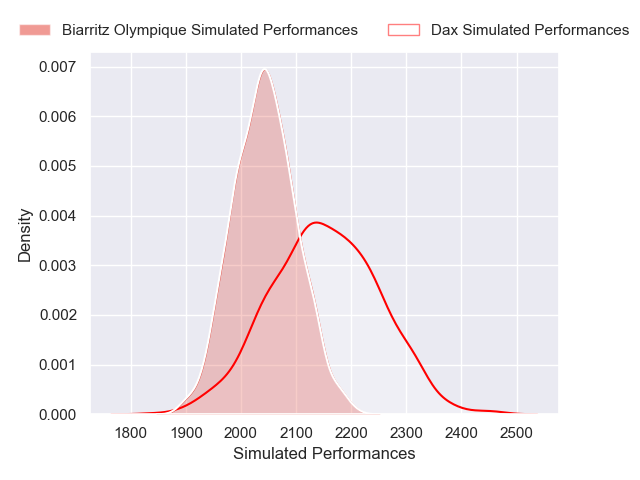 Biarritz Olympique Simulated Performances Dax Simulated Performances
0.007
0.006
0.005
0.004
0.003
0.002
0.001
0.000
Density
1800 1900 2000 2100 2200 2300 2400 2500
Simulated Performances